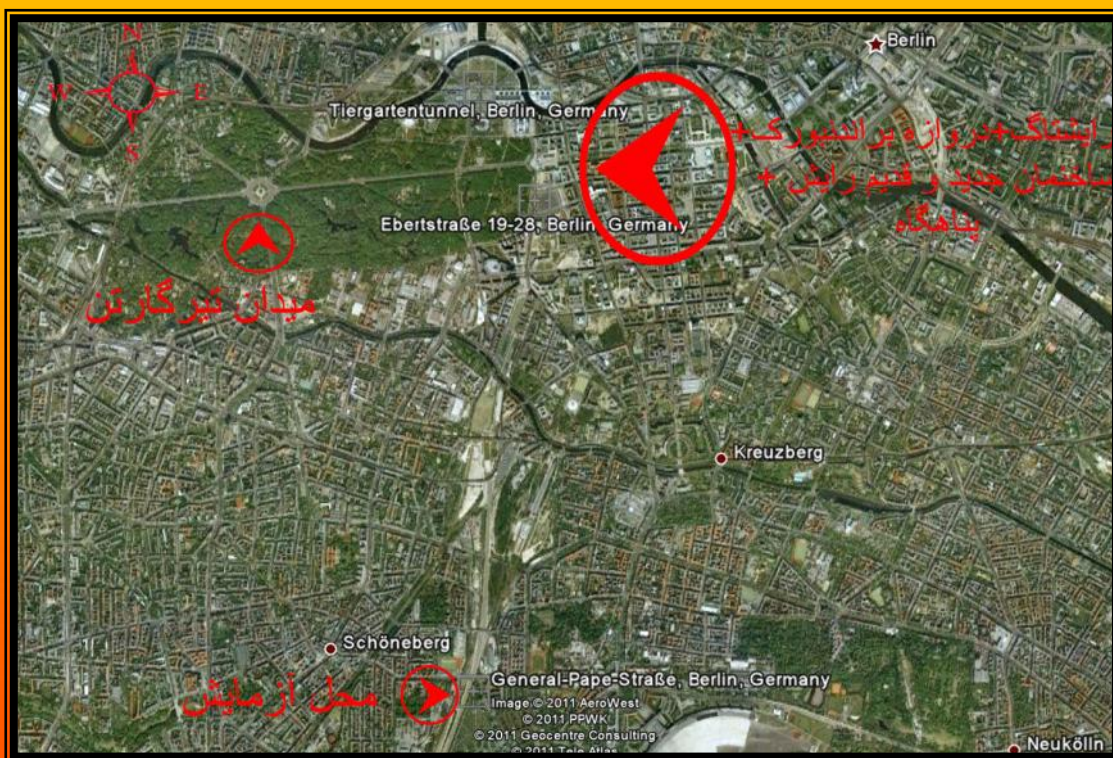 N
W E
S
Berlin
Tiergartentunnel, Berlin, Germany
رایشتاگ+دروازه براندنبورگ+
ساختمان جدید و قدیم رایش +
پناهگاه
Ebertstraße 19-28, Berlin, Germany
میدان تیرگارتن
Kreuzberg
Schöneberg
محل آزمایش
General-Pape-Straße, Berlin, Germany
Image © 2011 AeroWest
© 2011 PPWK
© 2011 Geocentre Consulting
© 2011 Tele Atlas
Neukölln